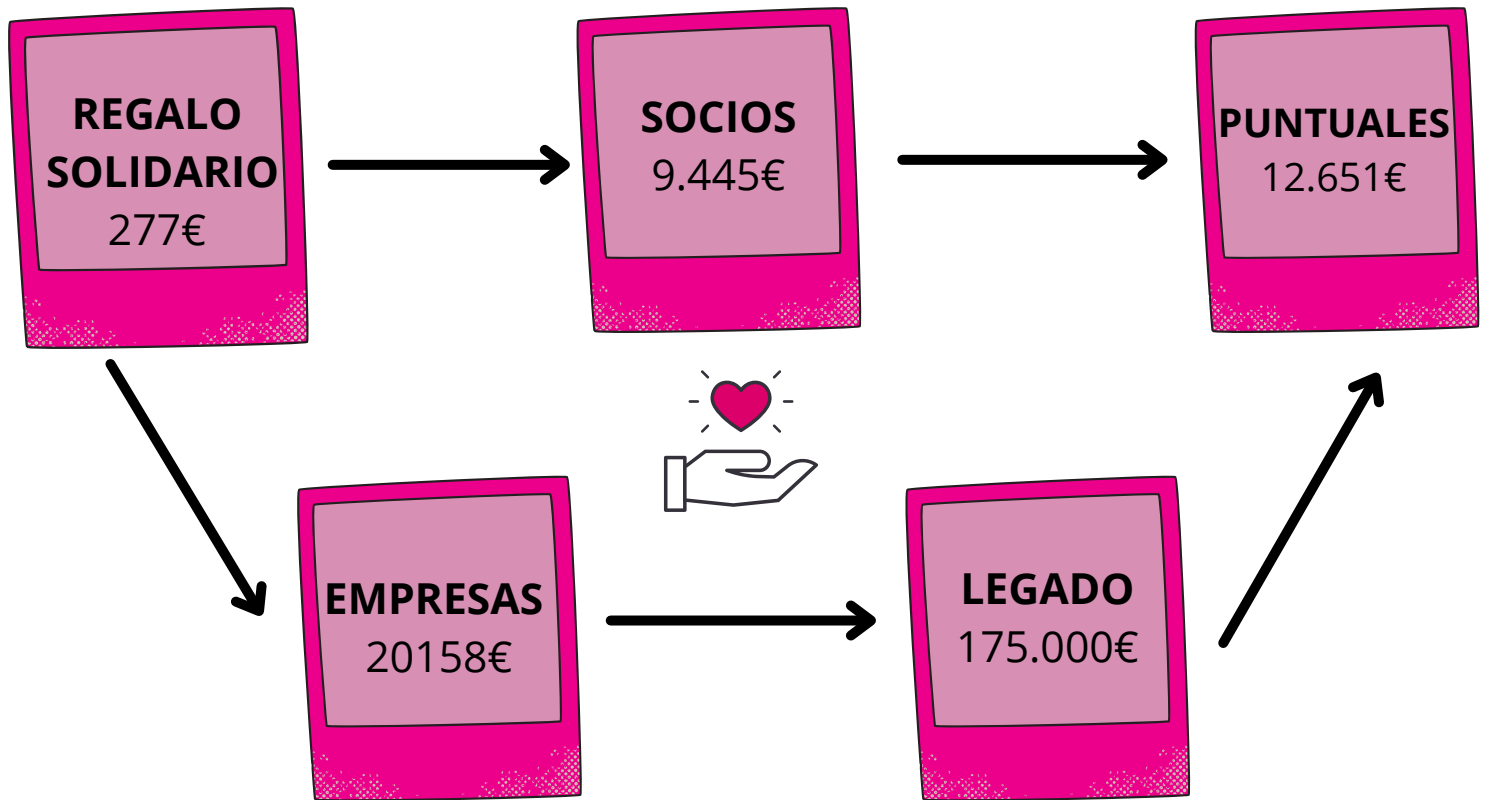 REGALO
SOLIDARIO
277€
SOCIOS
9.445€
PUNTUALES
12.651€
EMPRESAS
20158€
LEGADO
175.000€